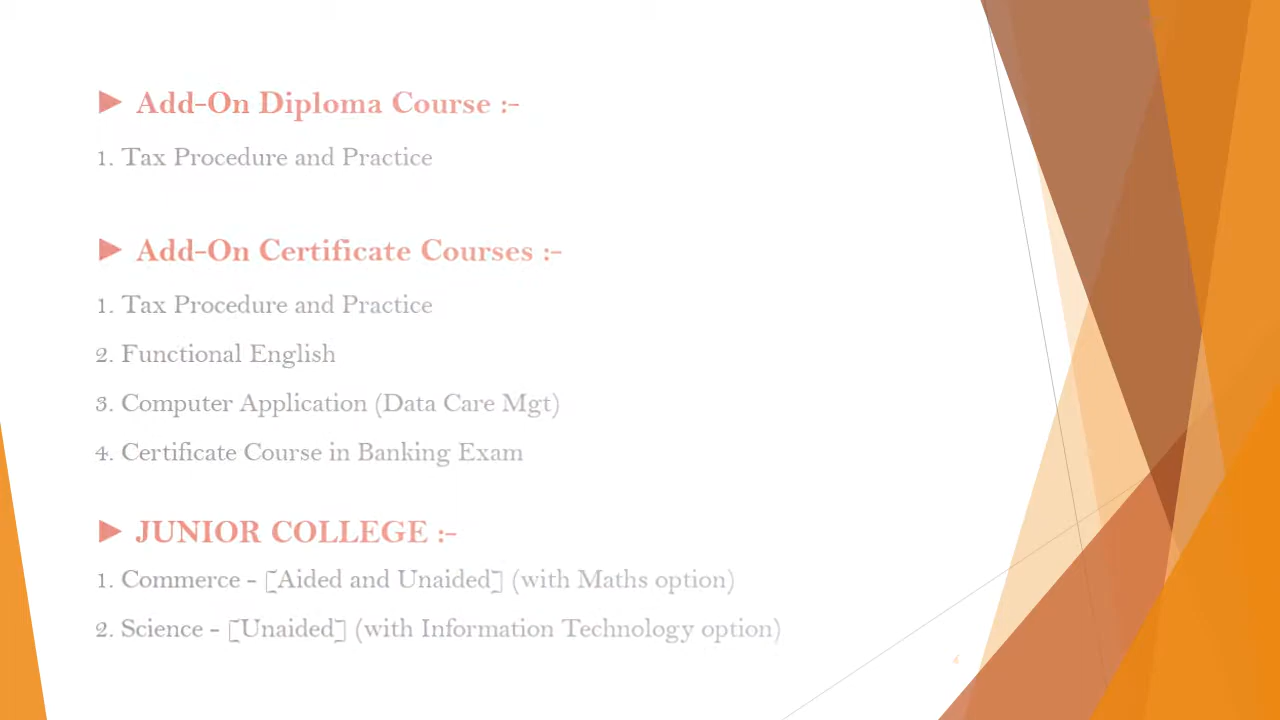 Add-On Diploma Course :-
1. Tax Procedure and Practice
Add-On Certificate Courses :-
1. Tax Procedure and Practice
2. Functional English
3. Computer Application (Data Care Mgt)
4. Certificate Course in Banking Exam
JUNIOR COLLEGE :-
1. Commerce - [Aided and Unaided] (with Maths option)
2. Science - [Unaided] (with Information Technology option)